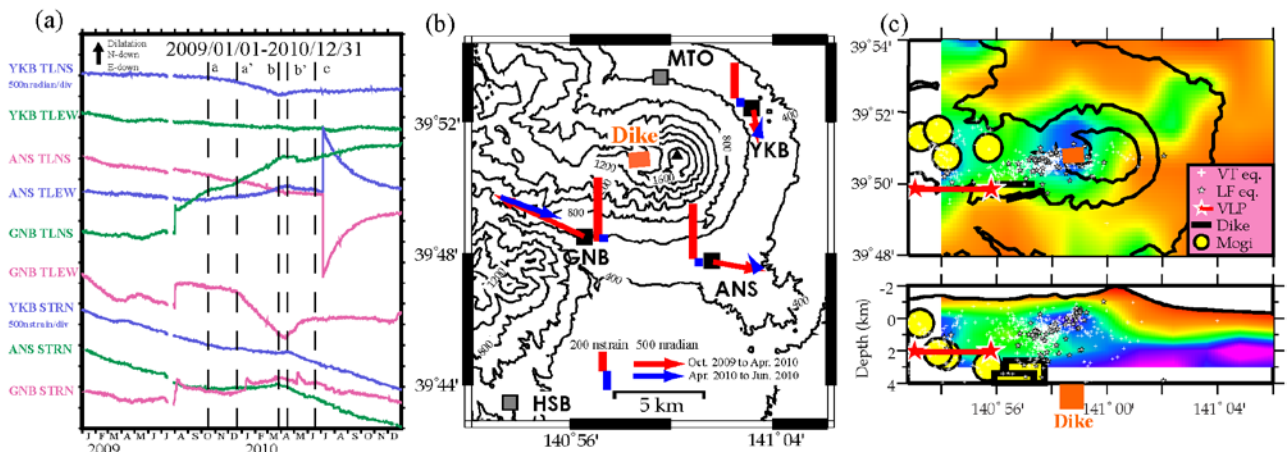 (a)
Dilatation
N-down
E-down
2009/01/01-2010/12/31
a a' b b' c
YKB TLNS
500nradian/div
YKB TLEW
ANS TLNS
ANS TLEW
GNB TLNS
GNB TLEW
YKB STRN
500nstrain/div
ANS STRN
GNB STRN
J F M A M J J A S O N D J F M A M J J A S O N D
2009 2010
(b)
39° 52'
39° 48'
39° 44'
MTO
YKB
Dike
GNB
ANS
HSB
400
800
1200
1600
800
400
400
1200
800
200 nstrain 500 nradian
Oct. 2009 to Apr. 2010
Apr. 2010 to Jun. 2010
5 km
140° 56' 141° 04'
(c)
39° 54'
39° 52'
39° 50'
39° 48'
VT eq.
LF eq.
VLP
Dike
Mogi
Depth (km)
-2
0
2
4
140° 56' 141° 00' 141° 04'
Dike